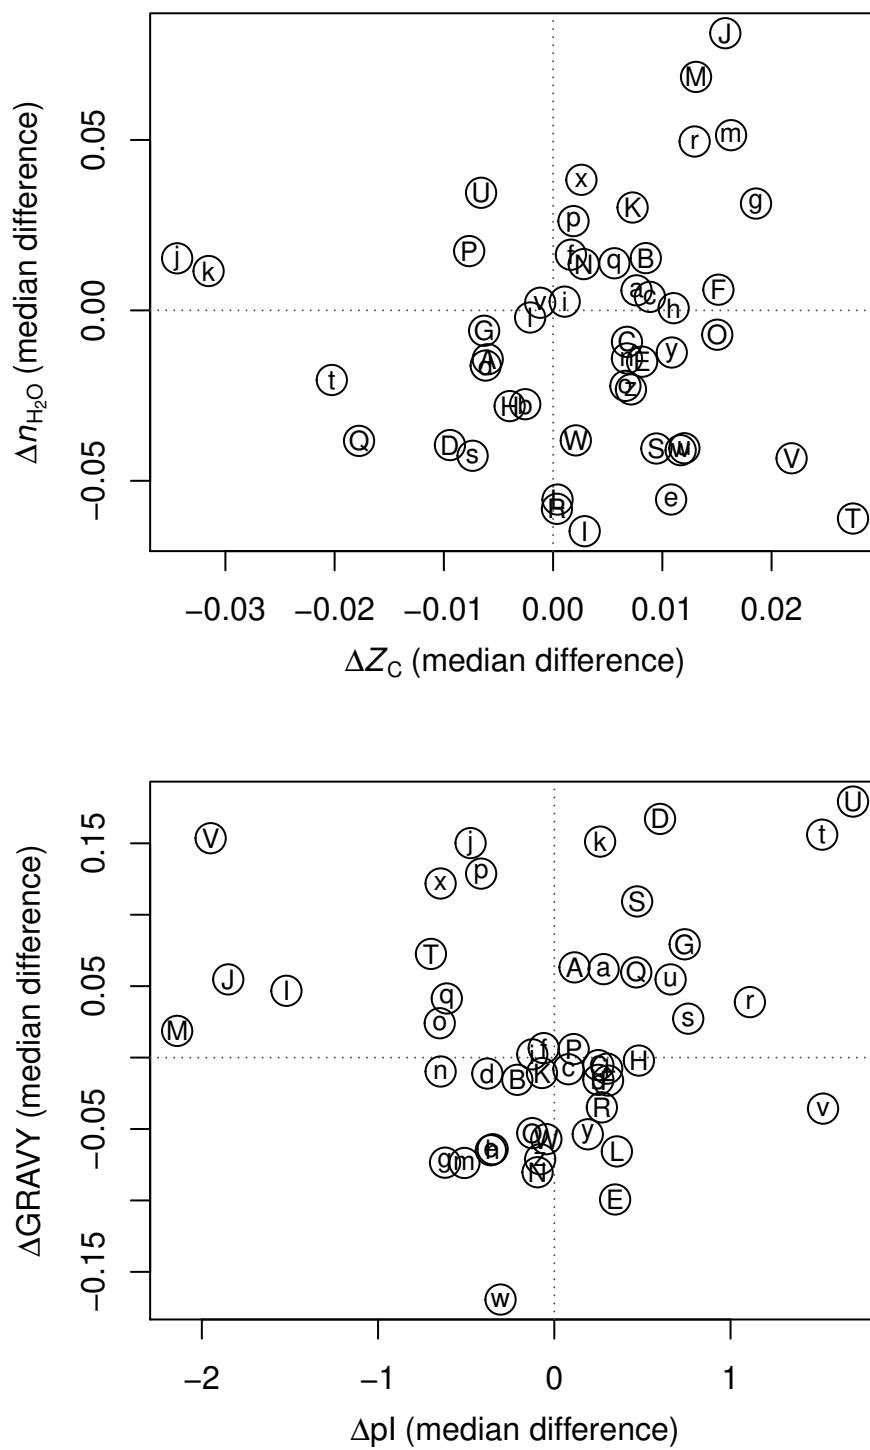 J
M
r
m
x
U
K
g
p
P
f
N
q
B
j
k
a
c
F
v
i
h
l
G
C
O
A
n
E
y
d
t
o
z
H
b
Q
D
s
W
S
w
u
V
e
R
I
T
0.05
0.00
−0.05
ΔnH2O (median difference)
−0.03 −0.02 −0.01 0.00 0.01 0.02
ΔZC (median difference)
U
D
t
V
j
k
p
x
S
G
T
A
a
Q
u
J
I
q
r
M
o
s
f
P
i
H
n
d
K
c
B
R
v
O
W
y
e
h
L
g
m
z
N
E
w
0.15
0.05
−0.05
−0.15
ΔGRAVY (median difference)
−2 −1 0 1
ΔpI (median difference)